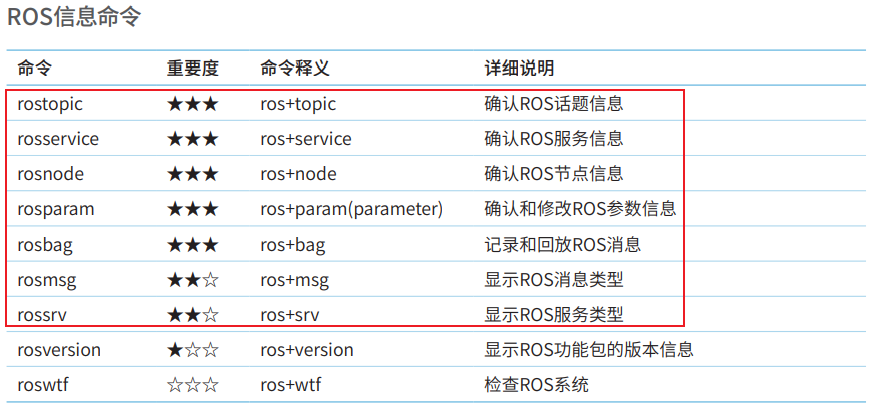 ROS信息命令
命令 重要度 命令释义 详细说明
rostopic ★★★ ros+topic 确认ROS话题信息
rosservice ★★★ ros+service 确认ROS服务信息
rosnode ★★★ ros+node 确认ROS节点信息
rosparam ★★★ ros+param(parameter) 确认和修改ROS参数信息
rosbag ★★★ ros+bag 记录和回放ROS消息
rosmsg ★★☆ ros+msg 显示ROS消息类型
rossrv ★★☆ ros+srv 显示ROS服务类型
rosversion ★☆☆ ros+version 显示ROS功能包的版本信息
roswtf ☆☆☆ ros+wtf 检查ROS系统